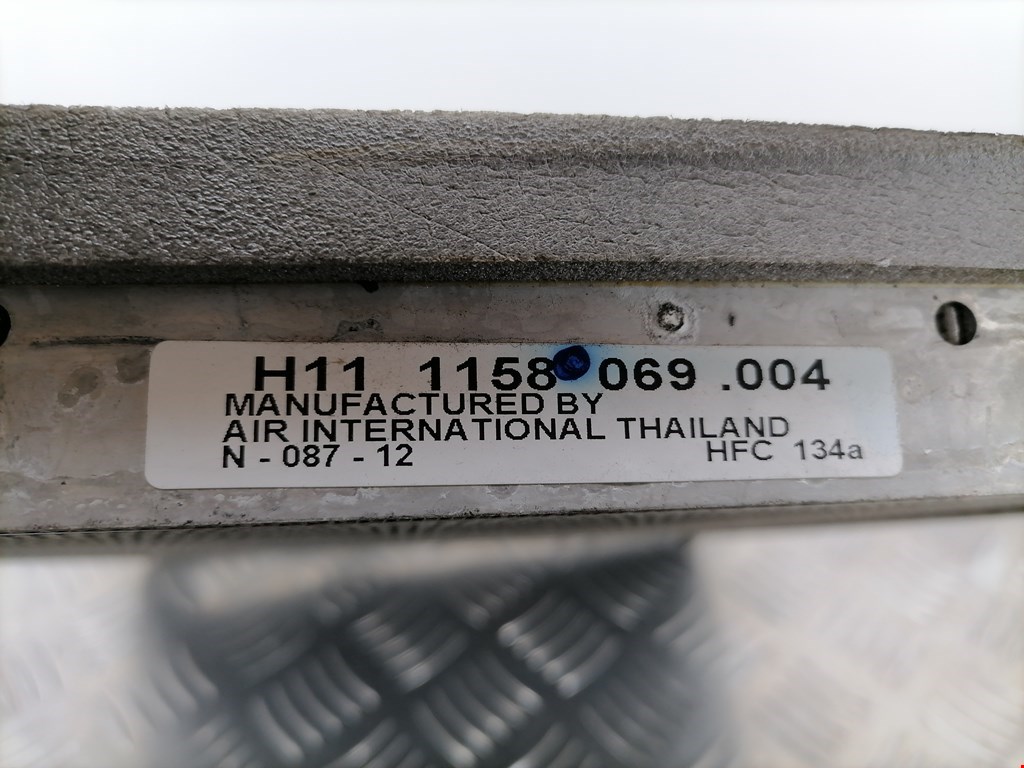 H11 1158 069 .004
MANUFACTURED BY
AIR INTERNATIONAL THAILAND
N - 087 - 12 HFC 134a